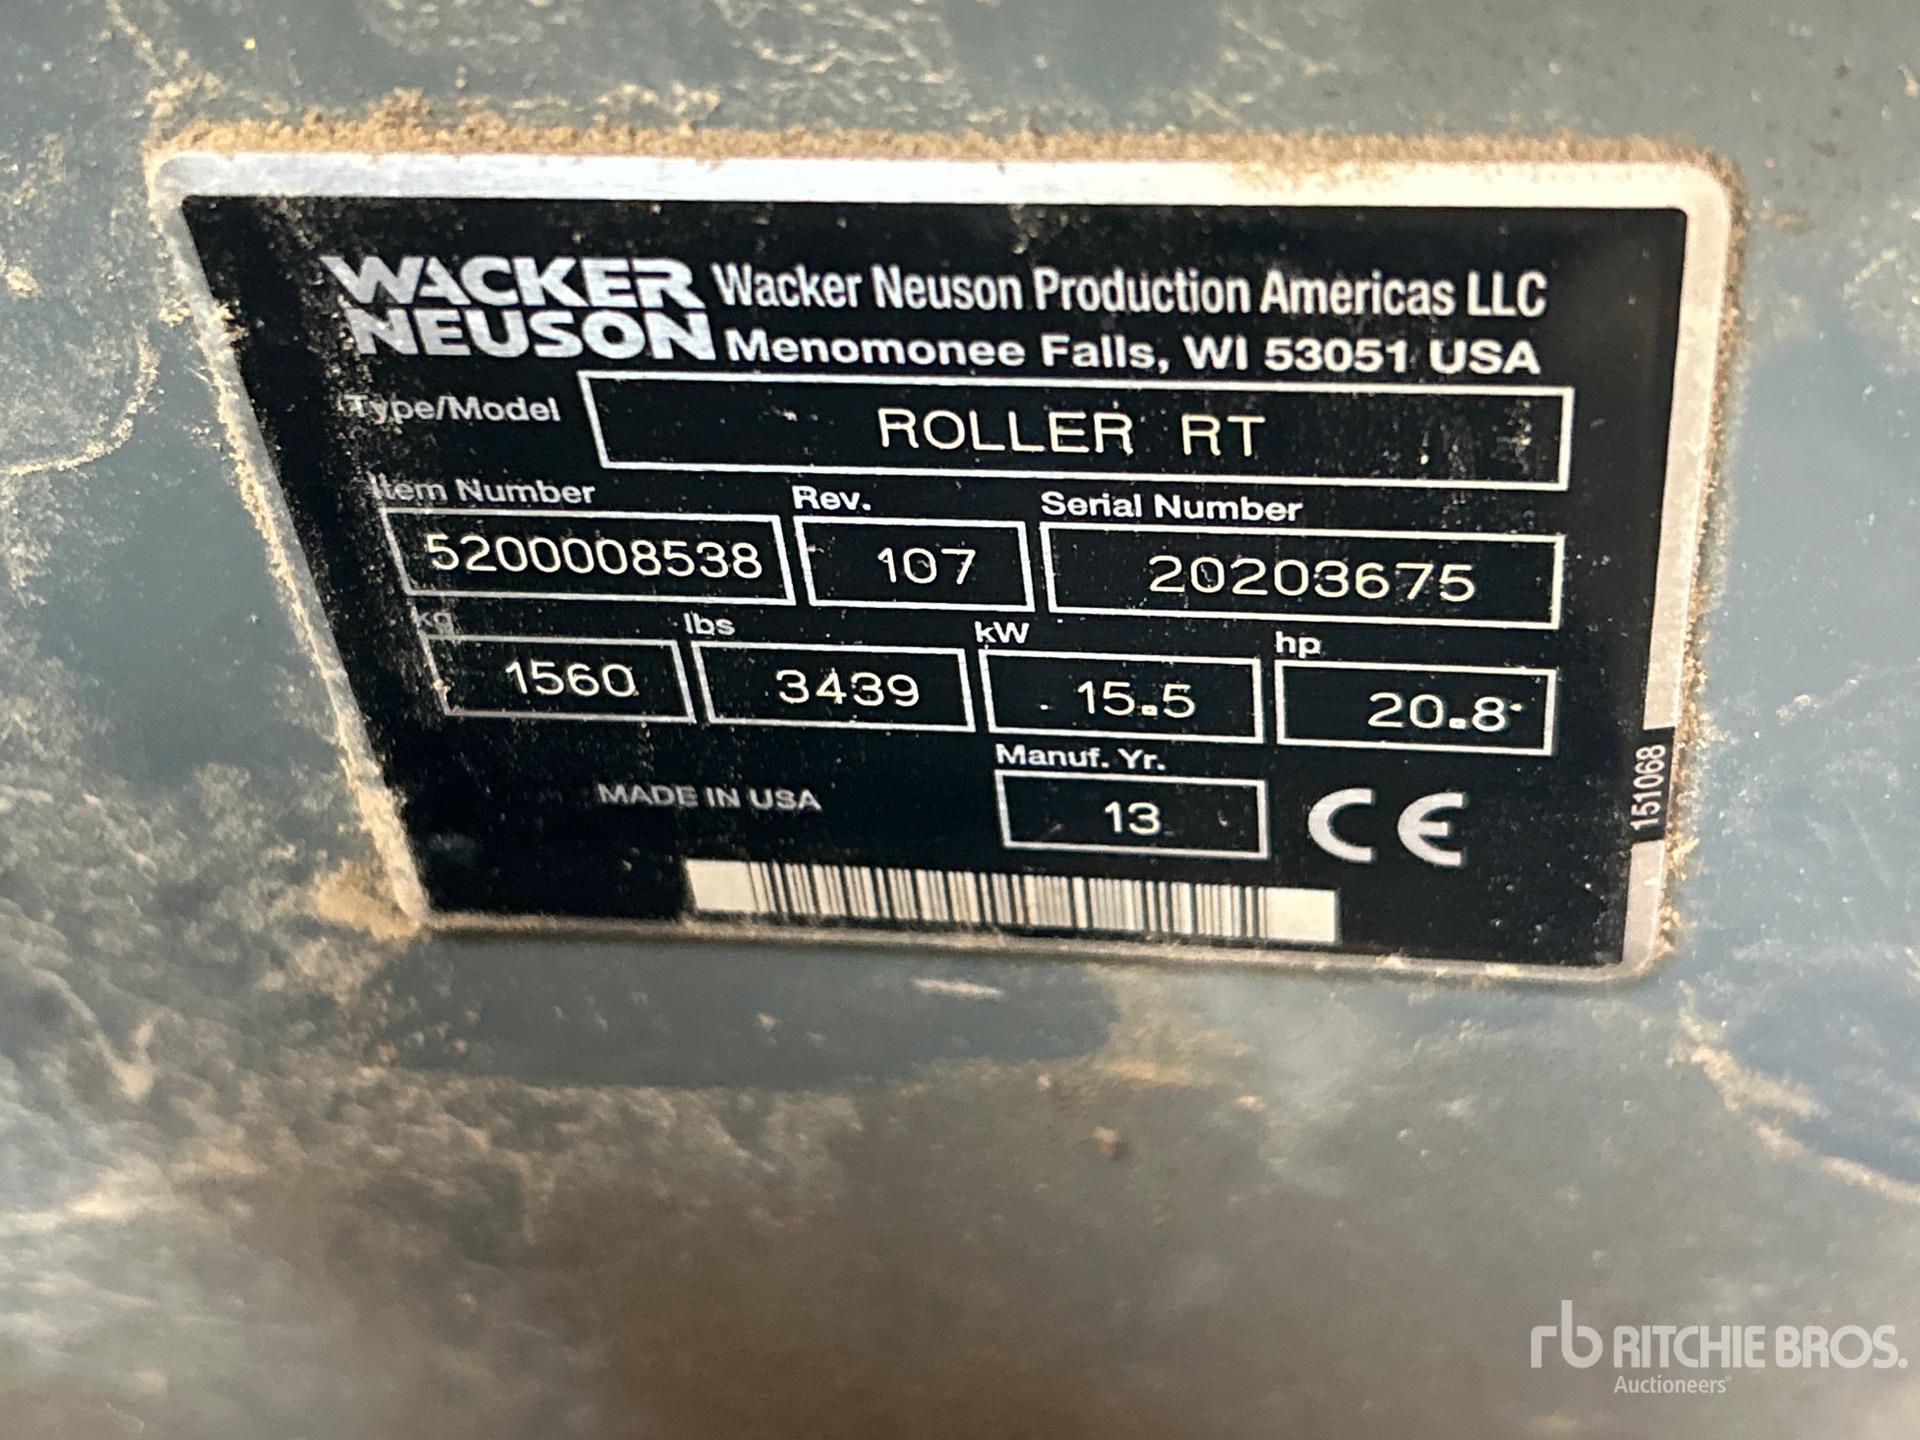 WACKER NEUSON
Wacker Neuson Production Americas LLC
Menomonee Falls, WI 53051 USA
Type/Model
ROLLER RT
Item Number
Rev.
Serial Number
5200008538
107
20203675
kg
lbs
kW
hp
1560
3439
15.5
20.8
Manuf. Yr.
MADE IN USA
13
CE
151068
rb RITCHIE BROS.
Auctioneers